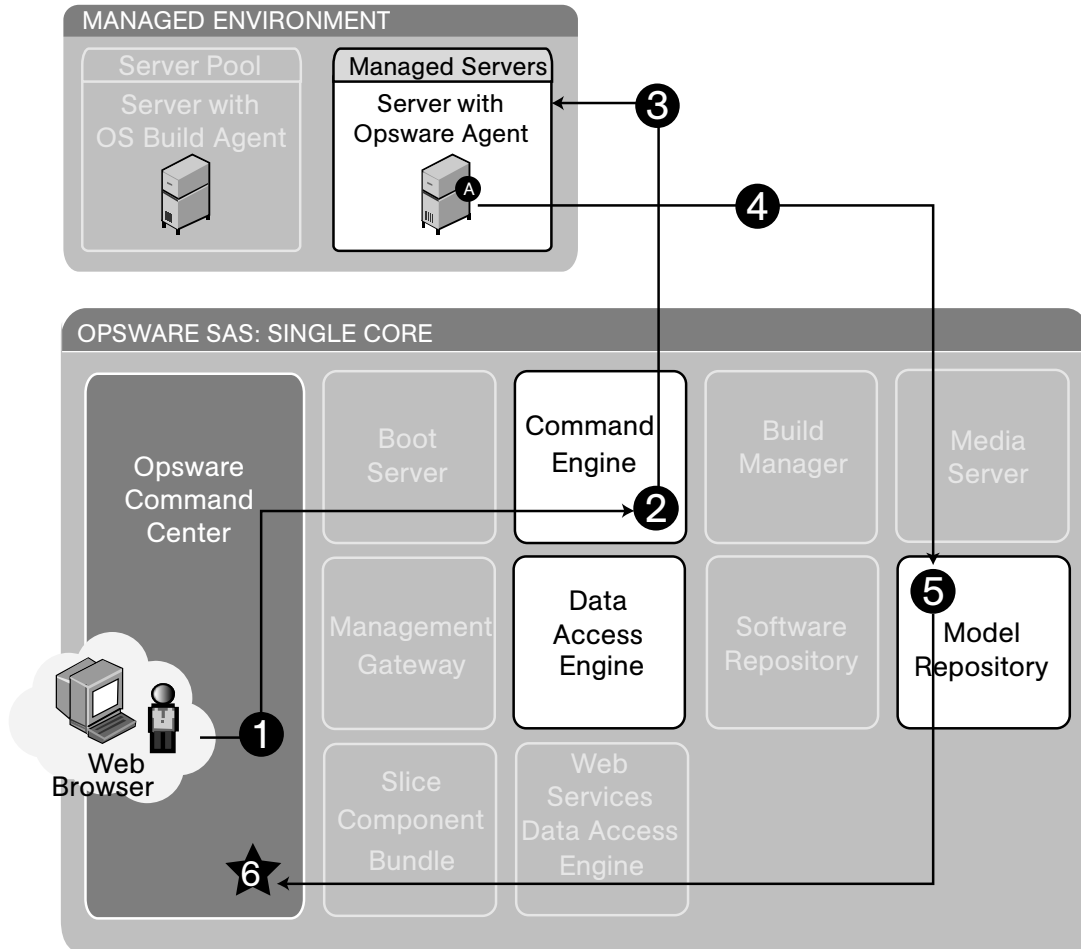 MANAGED ENVIRONMENT
Server Pool
Server with
OS Build Agent
Managed Servers
Server with
Opsware Agent
A
3
4
OPSWARE SAS: SINGLE CORE
Opsware
Command
Center
Boot
Server
Command
Engine
2
Build
Manager
Media
Server
Management
Gateway
Data
Access
Engine
Software
Repository
5
Model
Repository
1
Web
Browser
Slice
Component
Bundle
Web
Services
Data Access
Engine
6